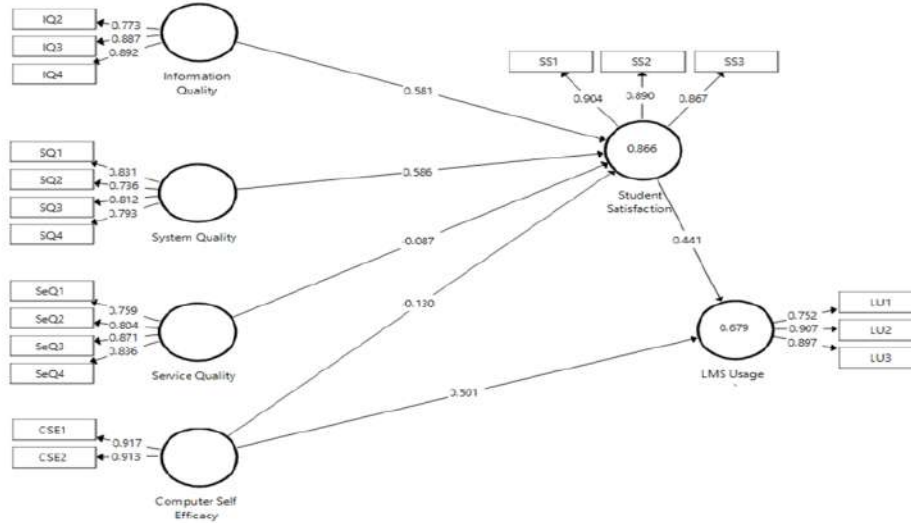 IQ2
0.773
IQ3
0.887
IQ4
0.892
Information
Quality
0.581
SS1
SS2
SS3
0.904
0.890
0.867
0.866
Student
Satisfaction
SQ1
0.831
SQ2
0.736
SQ3
0.812
SQ4
0.793
System Quality
0.586
-0.087
-0.130
0.441
SeQ1
0.759
SeQ2
0.804
SeQ3
0.871
SeQ4
0.836
Service Quality
0.679
LMS Usage
0.752
LU1
0.907
LU2
0.897
LU3
0.501
CSE1
0.917
CSE2
0.913
Computer Self
Efficacy